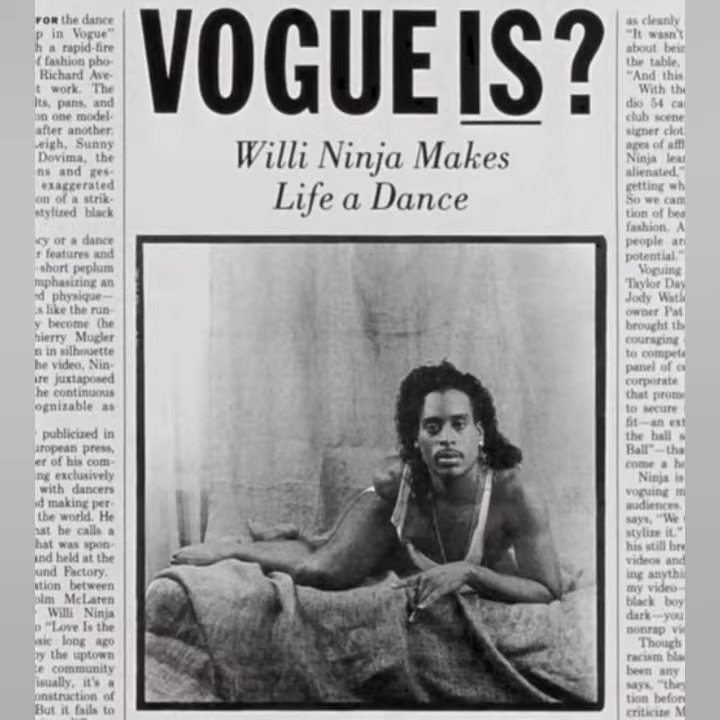 VOGUE IS?
Willi Ninja Makes
Life a Dance
FOR the dance
p in Vogue"
h a rapid-fire
f fashion pho-
Richard Ave-
t work. The
lts, pans, and
on one model-
after another.
Leigh, Sunny
Dovima, the
ns and ges-
exaggerated
on of a strik-
stylized black
cy or a dance
r features and
-short peplum
mphasizing an
d physique—
s like the run-
y become (he
hierry Mugler
n in silhouette
he video, Nin-
re juxtaposed
he continuous
ognizable as
publicized in
uropean press,
er of his com-
ng exclusively
with dancers
d making per-
the world. He
hat he calls a
hat was spon-
and held at the
und Factory.
ation between
olm McLaren
Willi Ninja
o "Love Is the
sic long ago
by the uptown
e community
isually, it's a
onstruction of
But it fails to
as cleanly
"It wasn't
about bein
the table,
"And this
With the
dio 54 ca
club scene
signer clot
ages of affl
Ninja lea
alienated,"
getting wh
So we cam
tion of bea
fashion. A
people are
potential."
Voguing
Taylor Day
Jody Watl
owner Pat
brought th
couraging
to compete
panel of ce
corporate
that prom
to secure
fit—an ext
the ball s
Ball"—tha
come a ho
Ninja is
voguing m
audiences.
says, "We
stylize it."
his still bre
videos and
ing anythi
my video—
black boy
dark—you
nonrap vi
Though
racism bla
been any
says, "they
tion before
criticize M